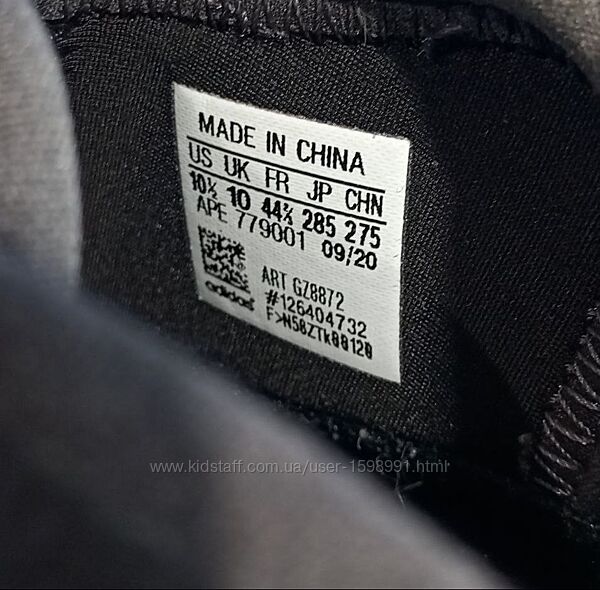 MADE IN CHINA
US UK FR JP CHN
10½ 10 44⅔ 285 275
APE 779001 09/20
ART GZ8872
adidas #126404732
F>N58ZTk00120
www.kidstaff.com.ua/user-1598991.html